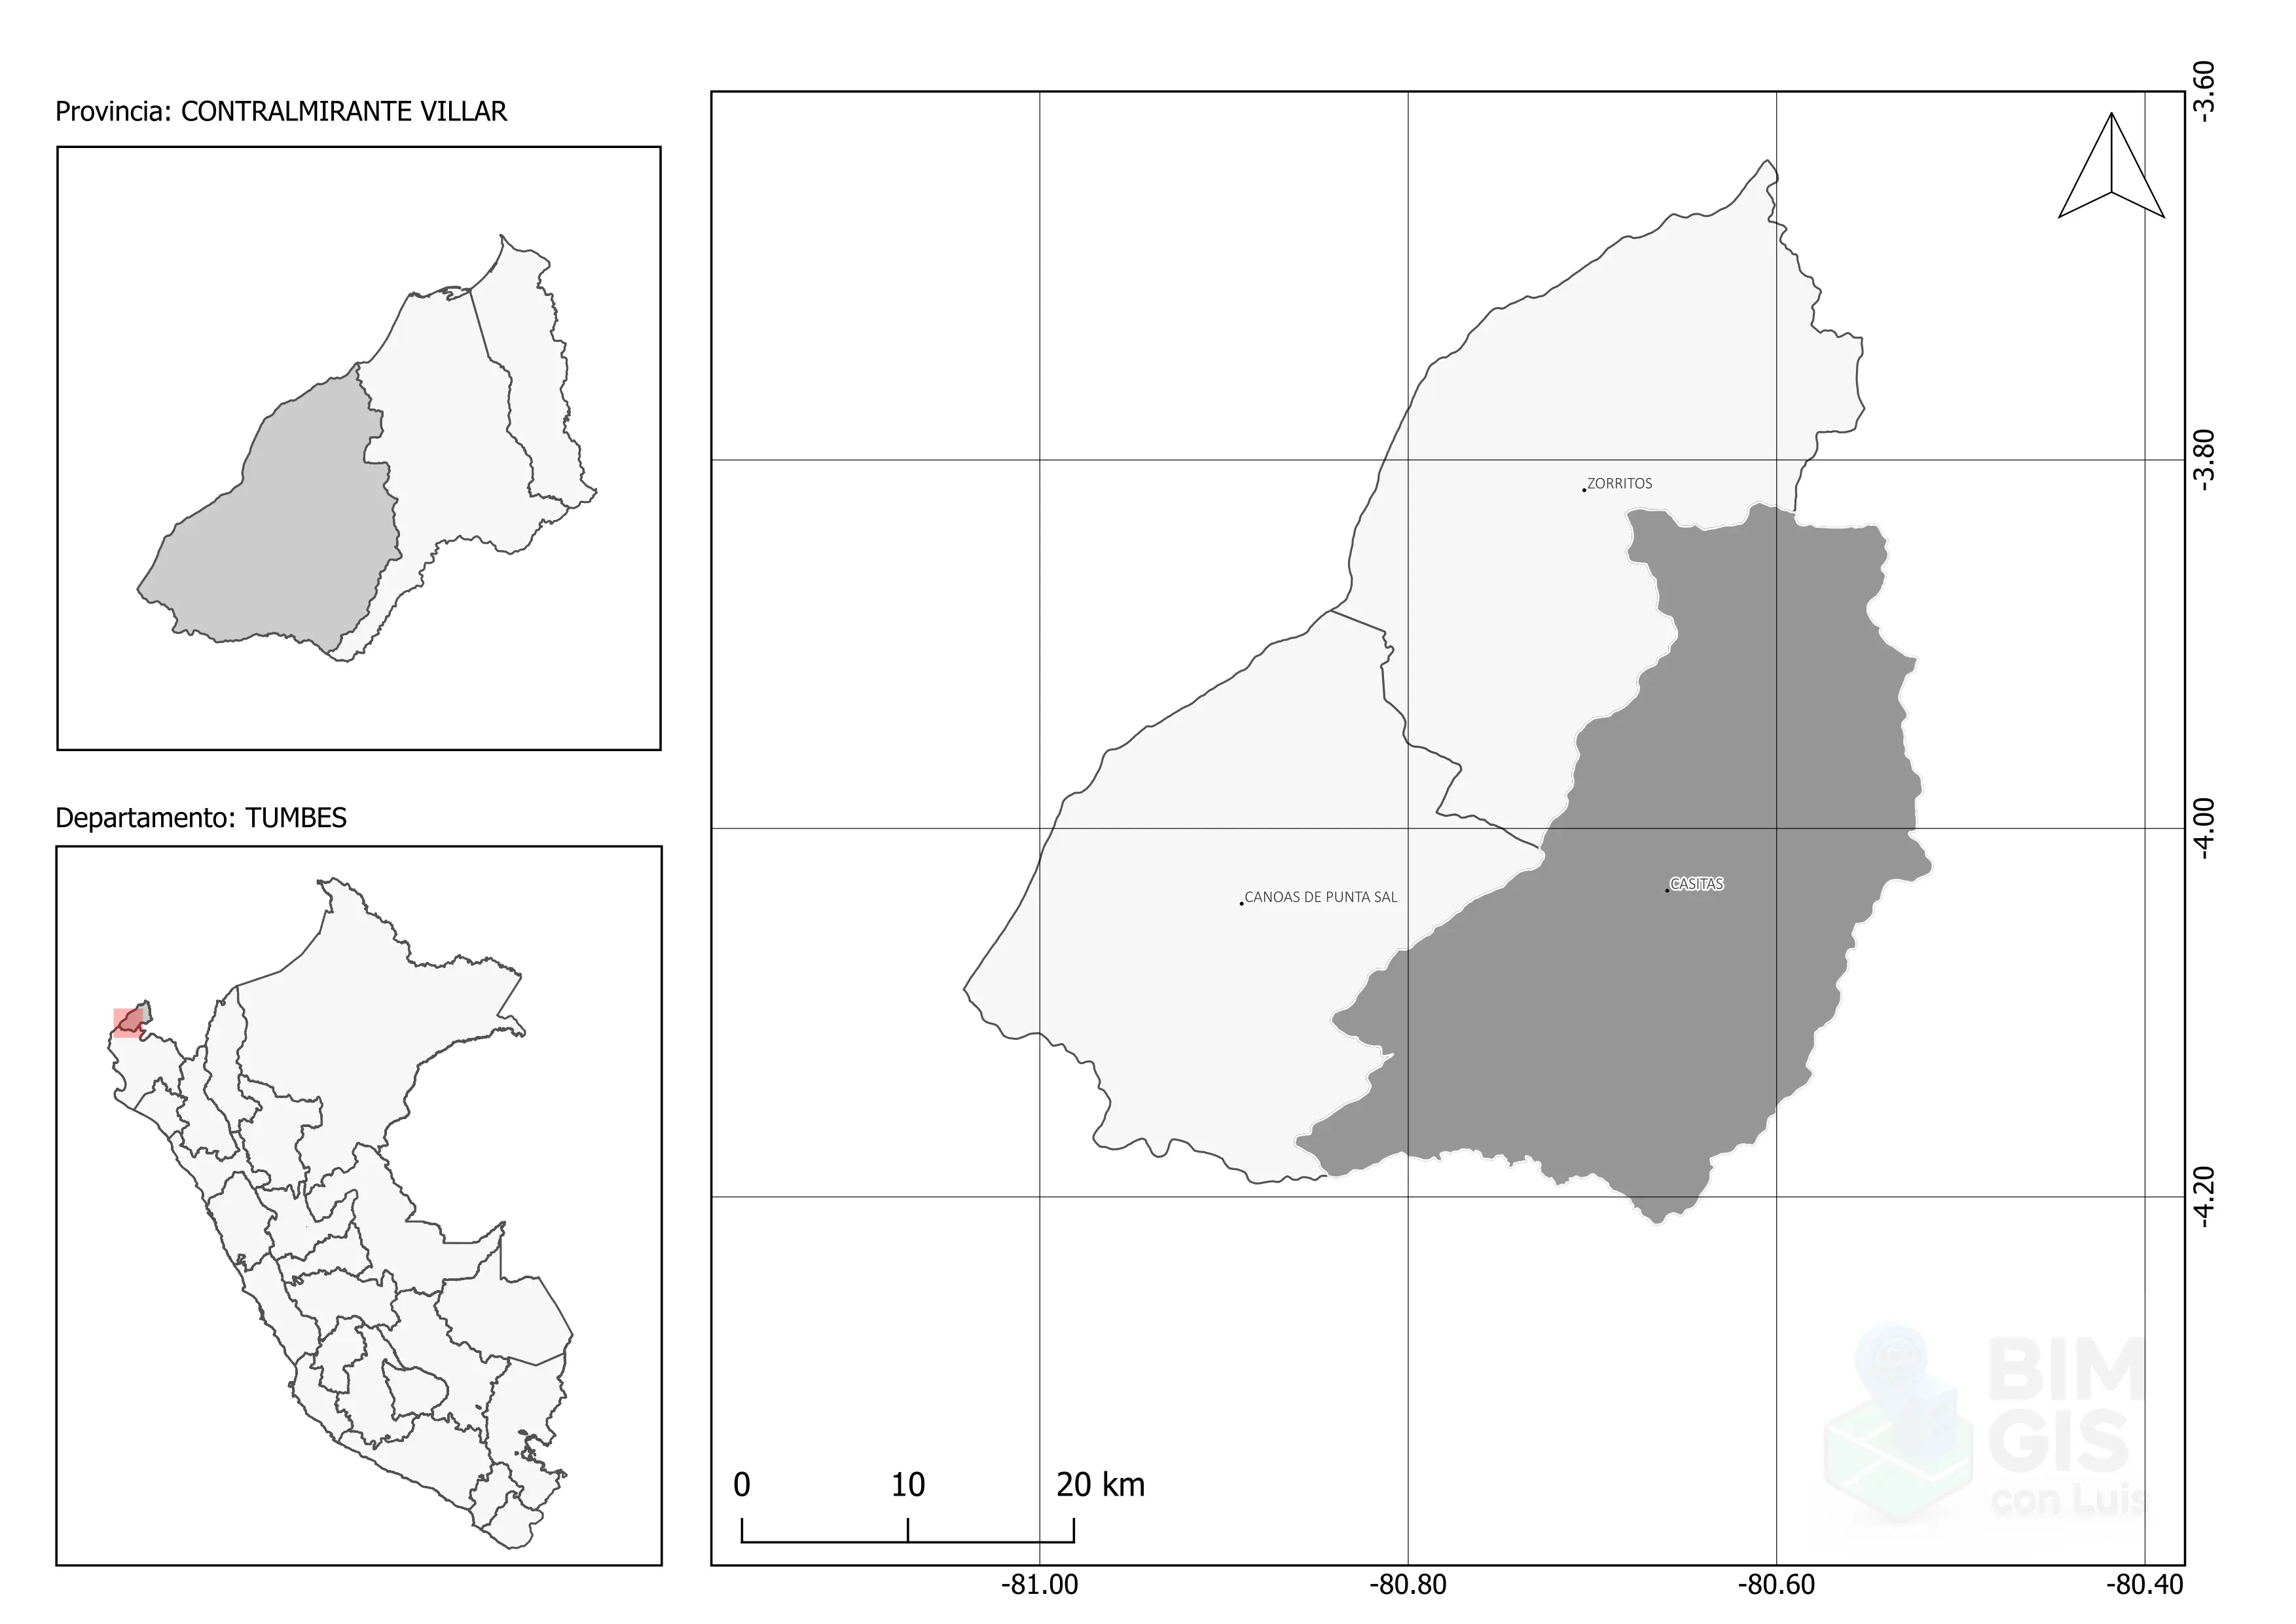 Provincia: CONTRALMIRANTE VILLAR
Departamento: TUMBES
ZORRITOS
CANOAS DE PUNTA SAL
CASITAS
-3.60
-3.80
-4.00
-4.20
0 10 20 km
-81.00 -80.80 -80.60 -80.40
BIM
GIS
con Luis